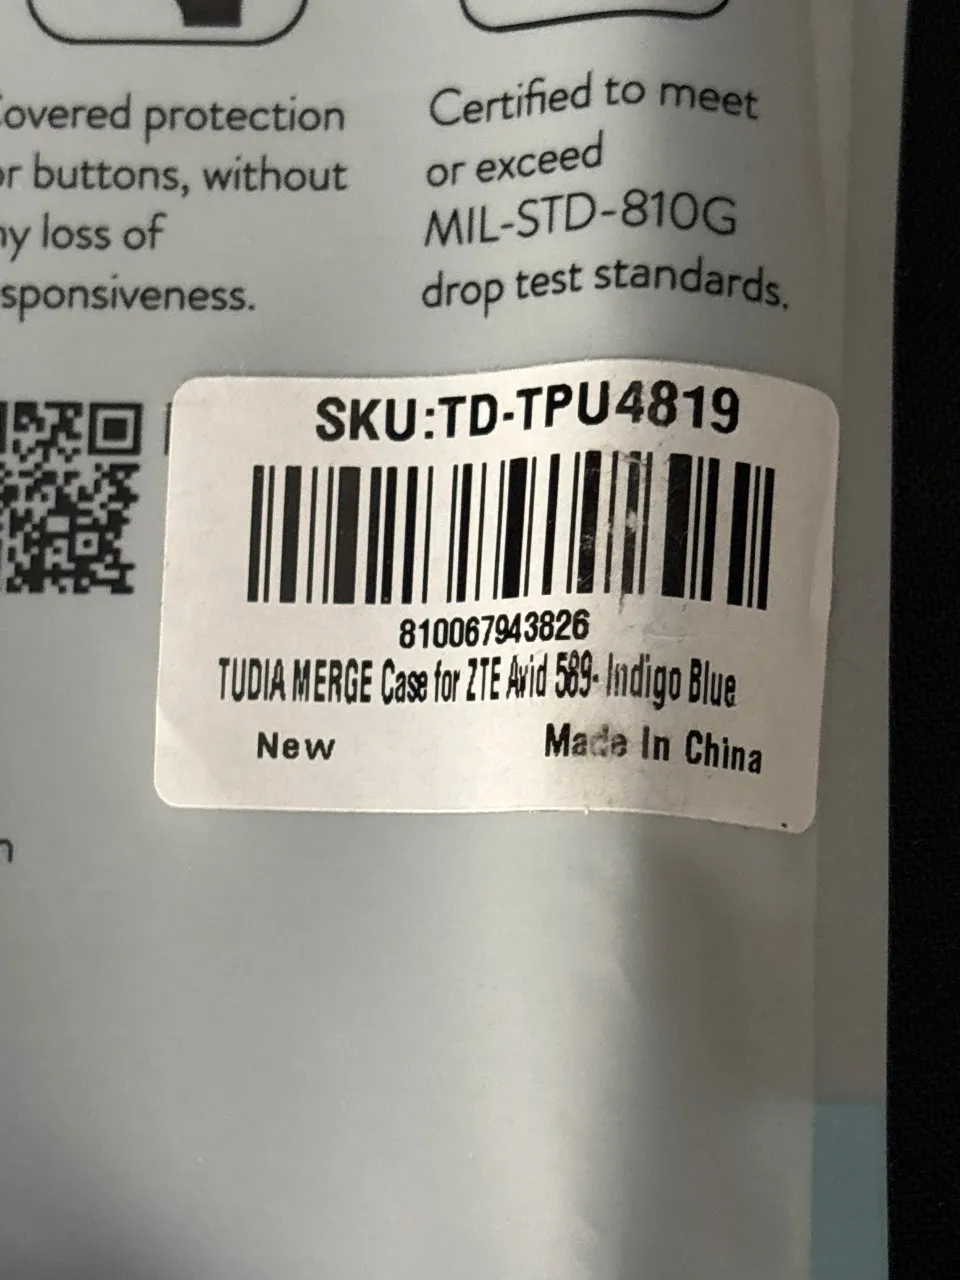 overed protection
r buttons, without
y loss of
sponsiveness.
Certified to meet
or exceed
MIL-STD-810G
drop test standards.
SKU:TD-TPU4819
810067943826
TUDIA MERGE Case for ZTE Avid 589- Indigo Blue
New Made In China
n